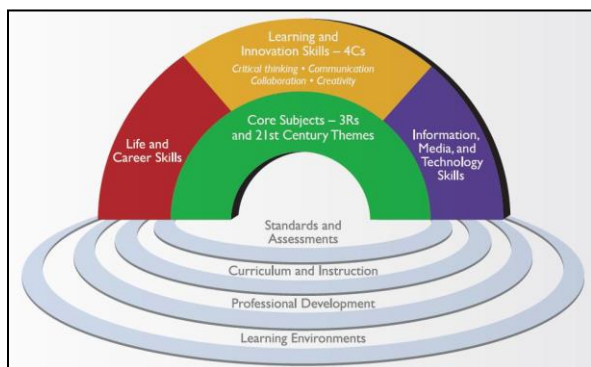 Learning and
Innovation Skills – 4Cs
Critical thinking • Communication
Collaboration • Creativity
Core Subjects – 3Rs
and 21st Century Themes
Life and
Career Skills
Information,
Media, and
Technology
Skills
Standards and
Assessments
Curriculum and Instruction
Professional Development
Learning Environments